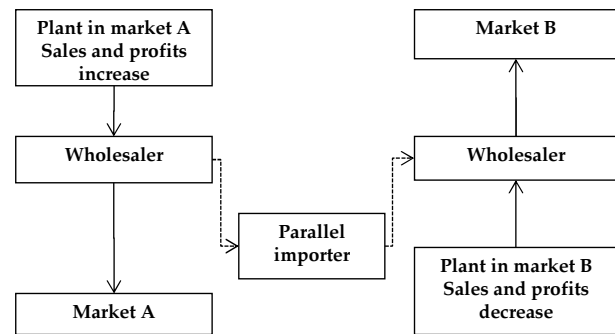 Plant in market A
Sales and profits
increase
Market B
Wholesaler
Wholesaler
Parallel
importer
Market A
Plant in market B
Sales and profits
decrease